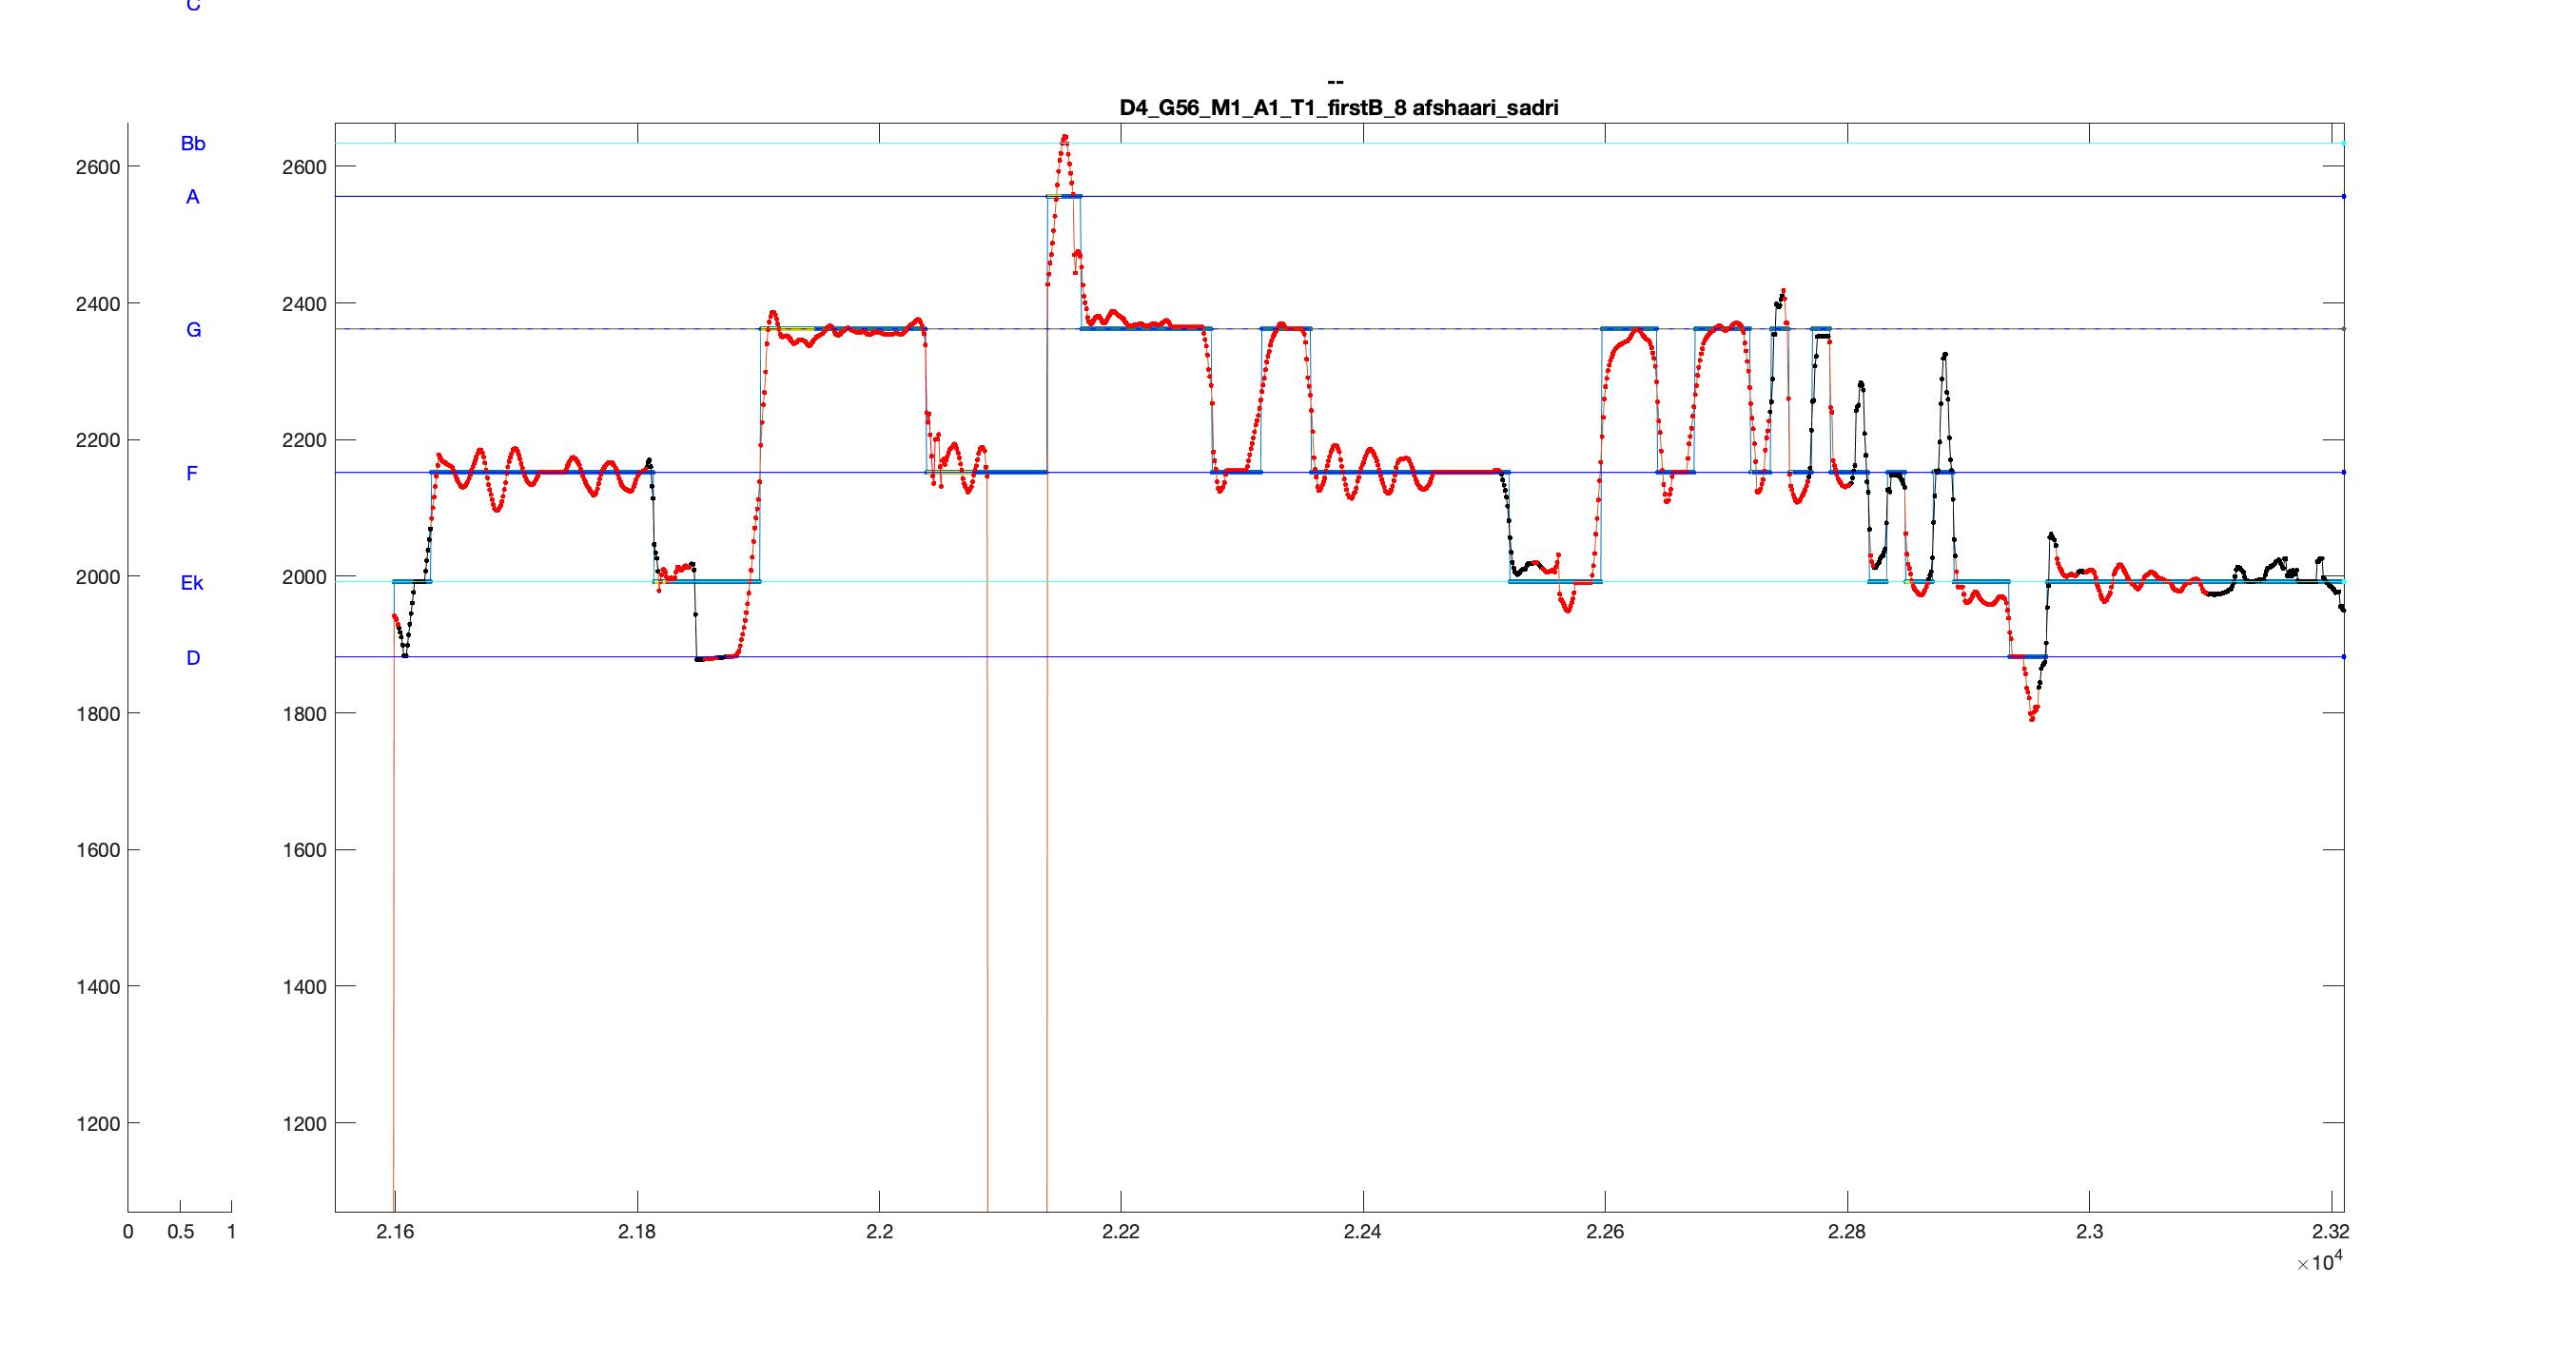 C
--
D4_G56_M1_A1_T1_firstB_8 afshaari_sadri
Bb
2600 2600
A
2400 2400
G
2200 2200
F
2000 2000
Ek
D
1800 1800
1600 1600
1400 1400
1200 1200
0 0.5 1 2.16 2.18 2.2 2.22 2.24 2.26 2.28 2.3 2.32
×10^4